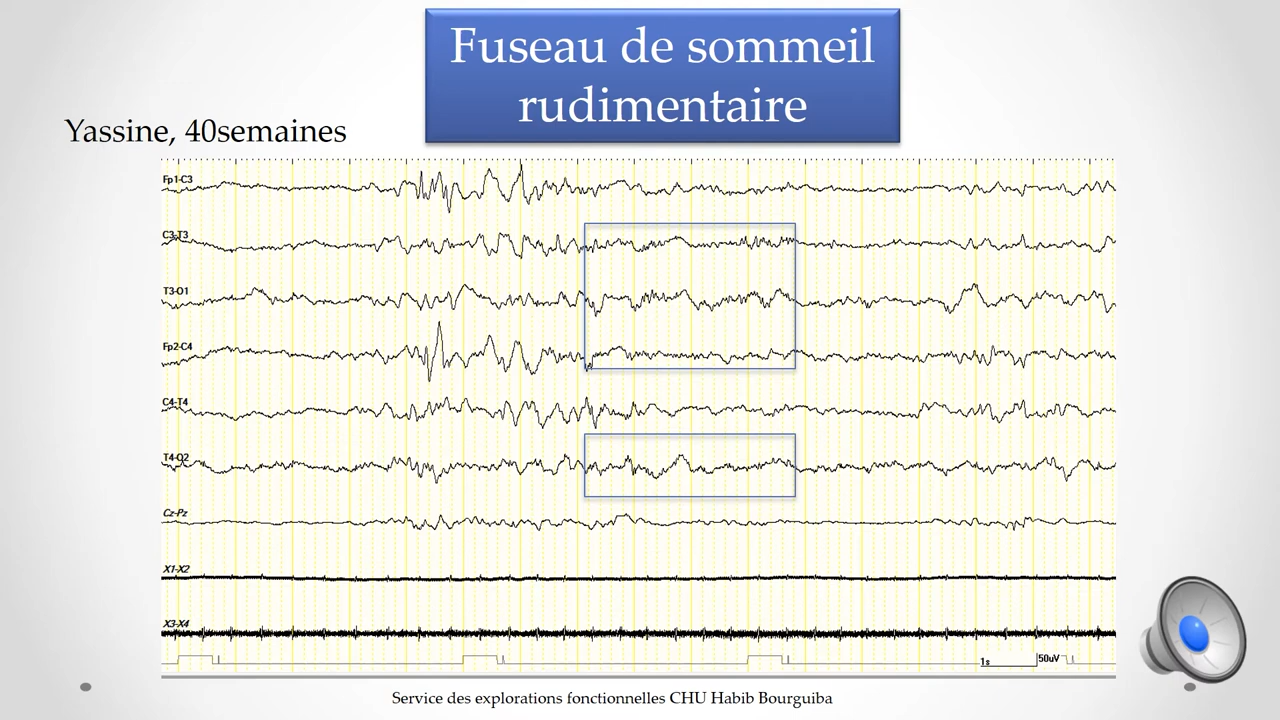 Fuseau de sommeil
rudimentaire
Yassine, 40semaines
Fp1-C3
C3-T3
T3-O1
Fp2-C4
C4-T4
T4-O2
Cz-Pz
X1-X2
X3-X4
1s
50uV
Service des explorations fonctionnelles CHU Habib Bourguiba